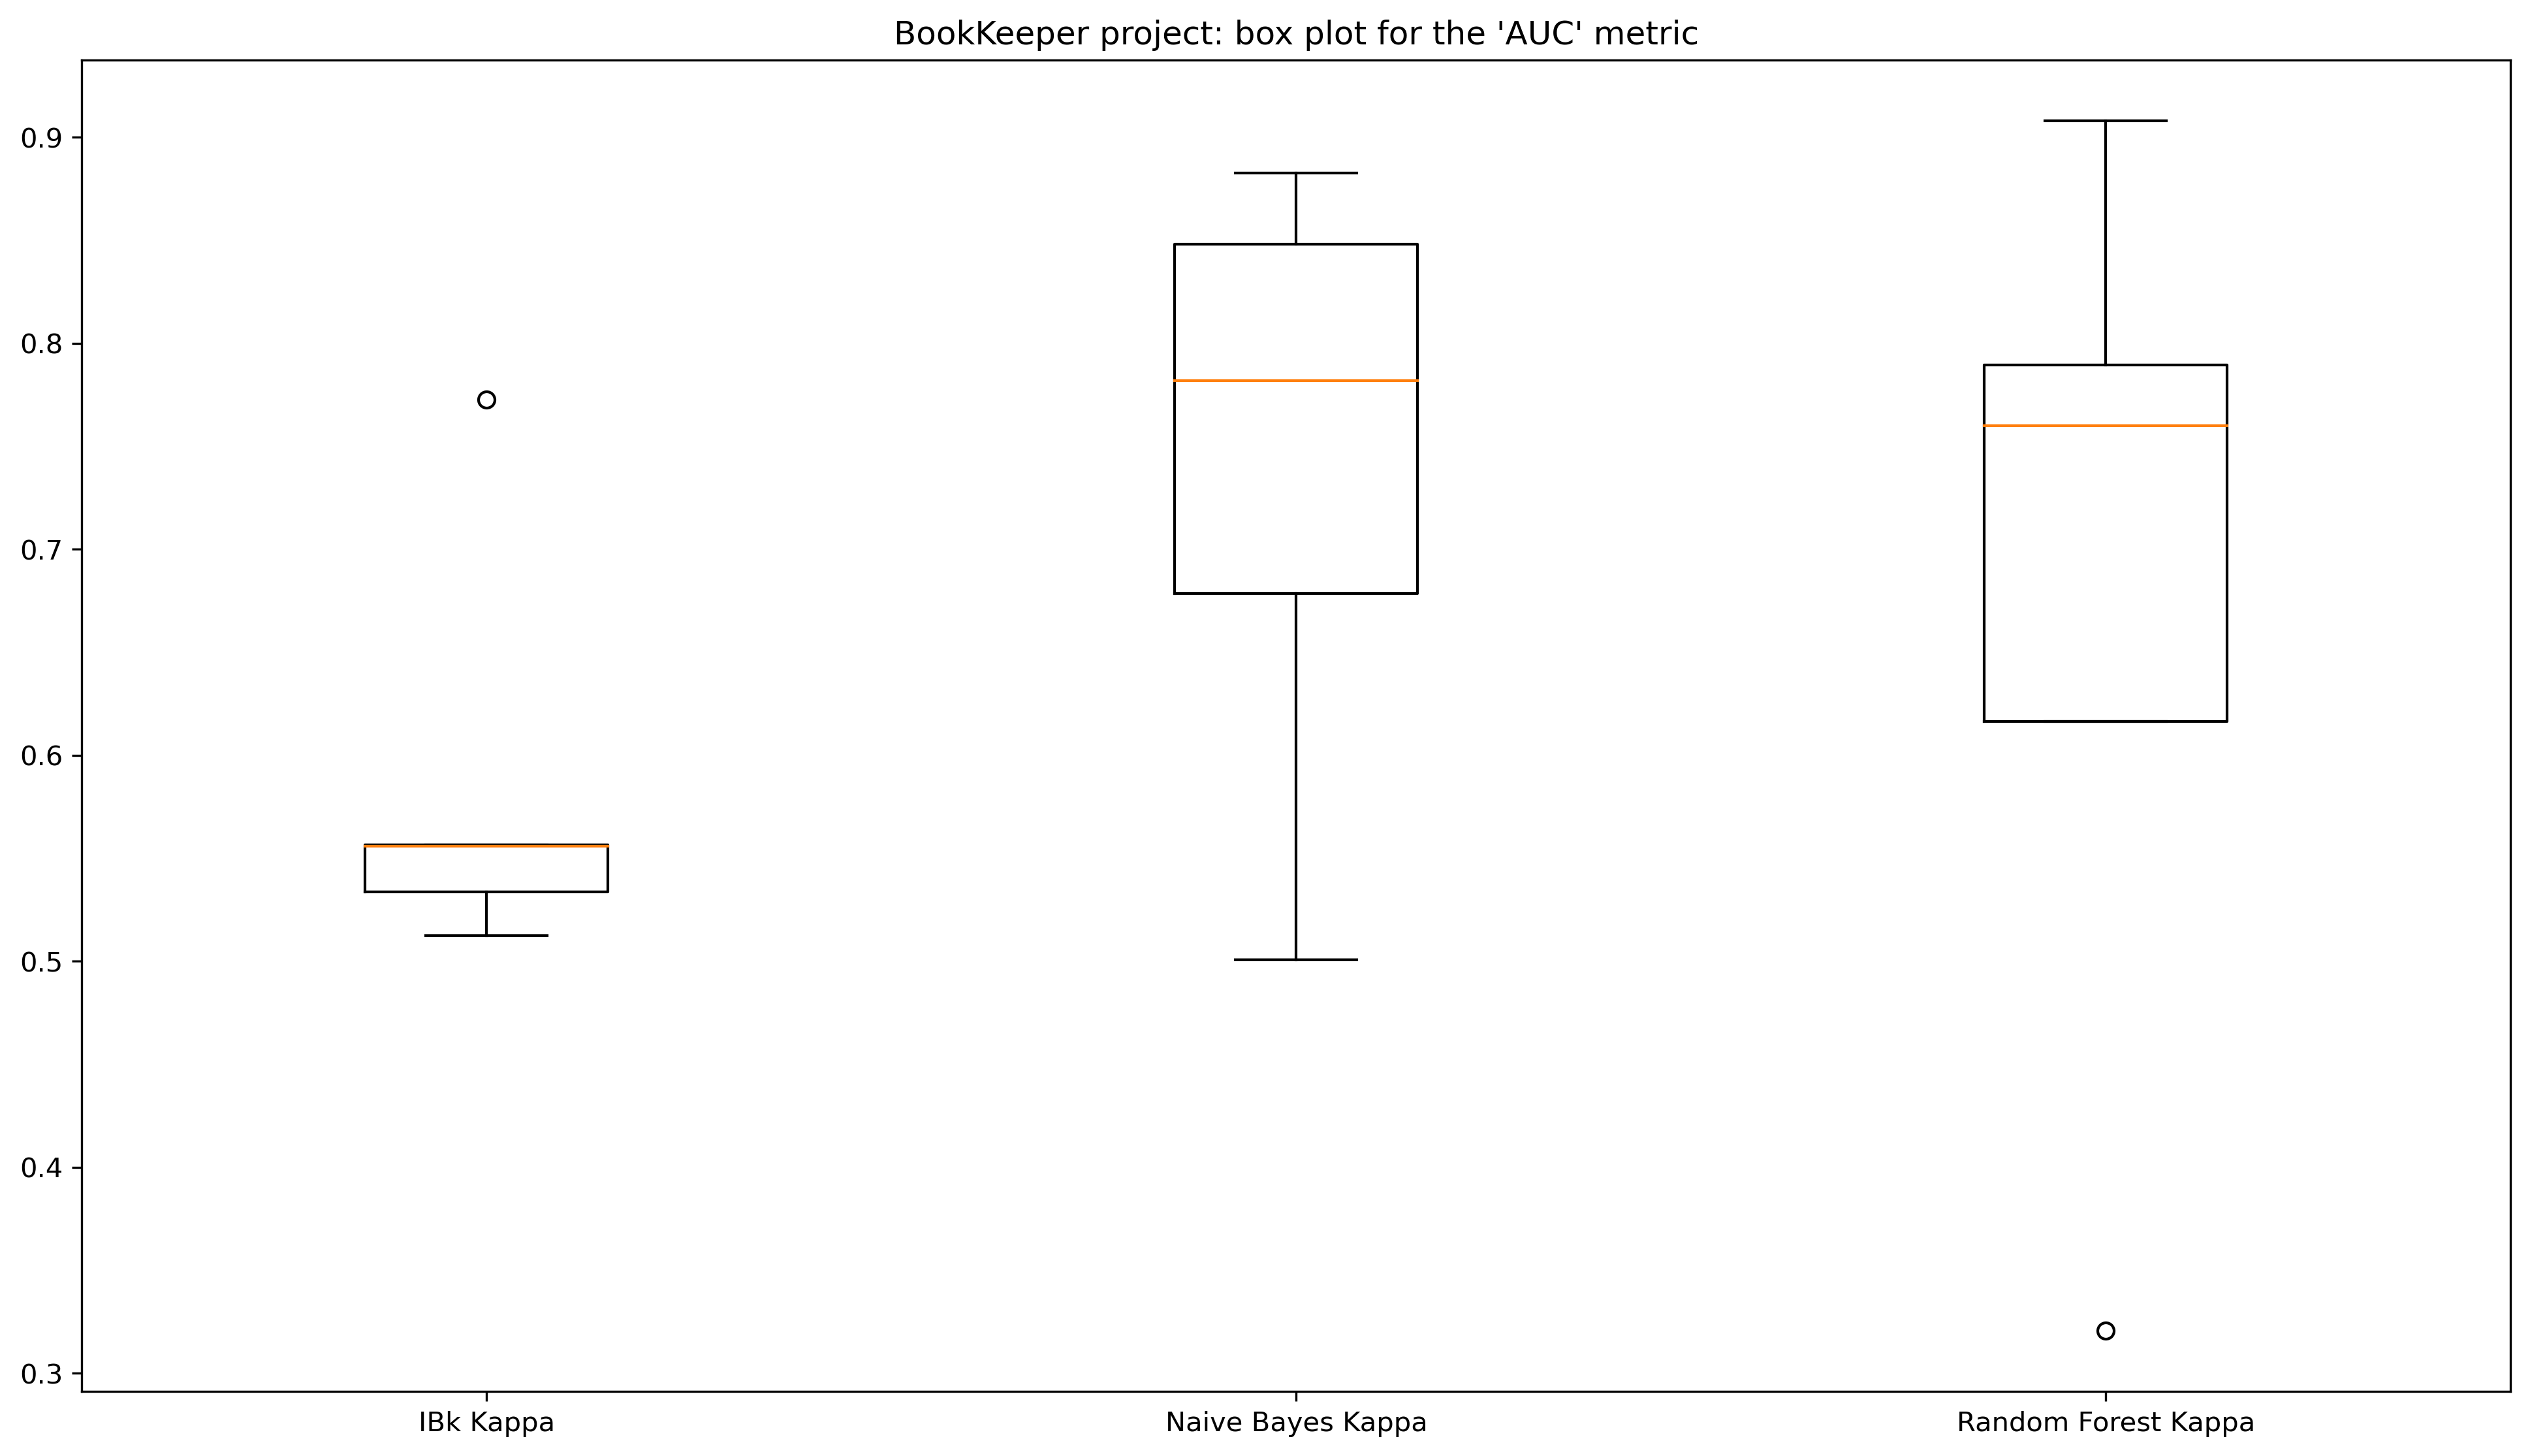 BookKeeper project: box plot for the 'AUC' metric
0.9
0.8
0.7
0.6
0.5
0.4
0.3
IBk Kappa
Naive Bayes Kappa
Random Forest Kappa